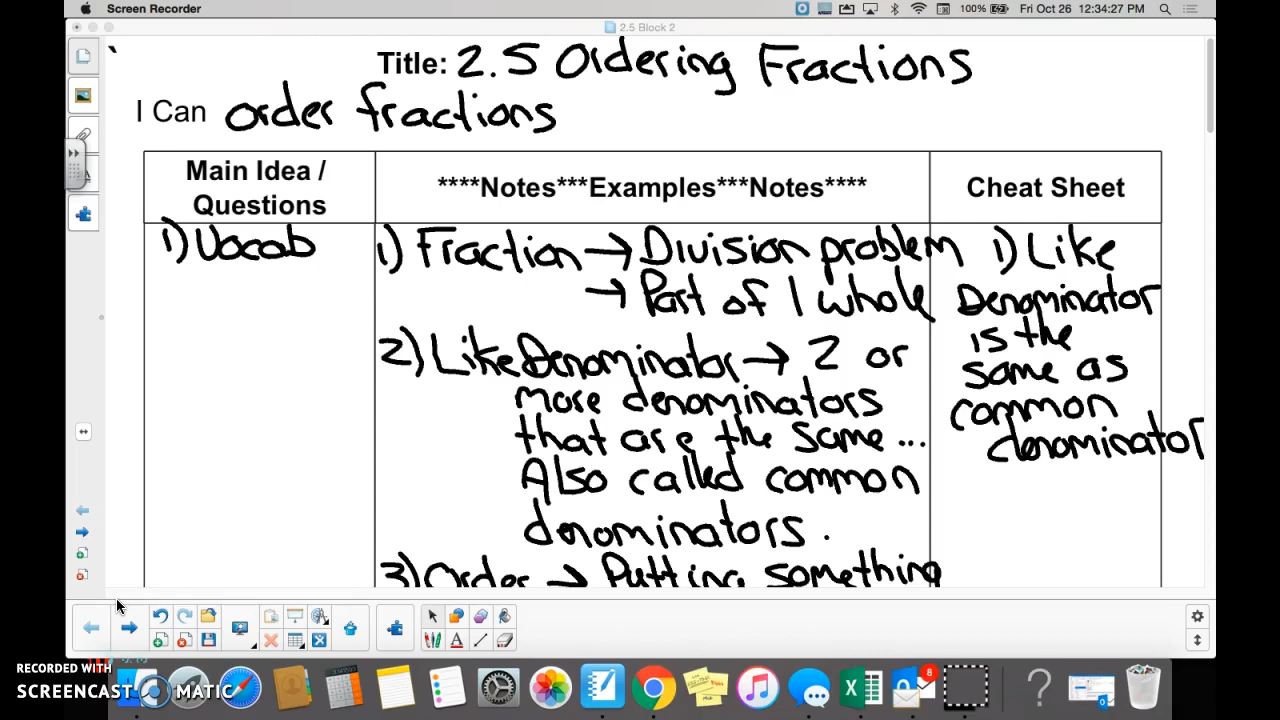 Screen Recorder
100%
Fri Oct 26 12:34:27 PM
2.5 Block 2
Title: 2.5 Ordering Fractions
I Can order fractions
Main Idea / Questions
****Notes***Examples***Notes****
Cheat Sheet
1) Vocab
1) Fraction → Division problem
→ Part of 1 whole
2) Like Denominator → 2 or
more denominators
that are the same ...
Also called common
denominators.
3) Order → Putting something
1) Like
Denominator
is the
same as
common
denominator
RECORDED WITH
SCREENCAST MATIC
8